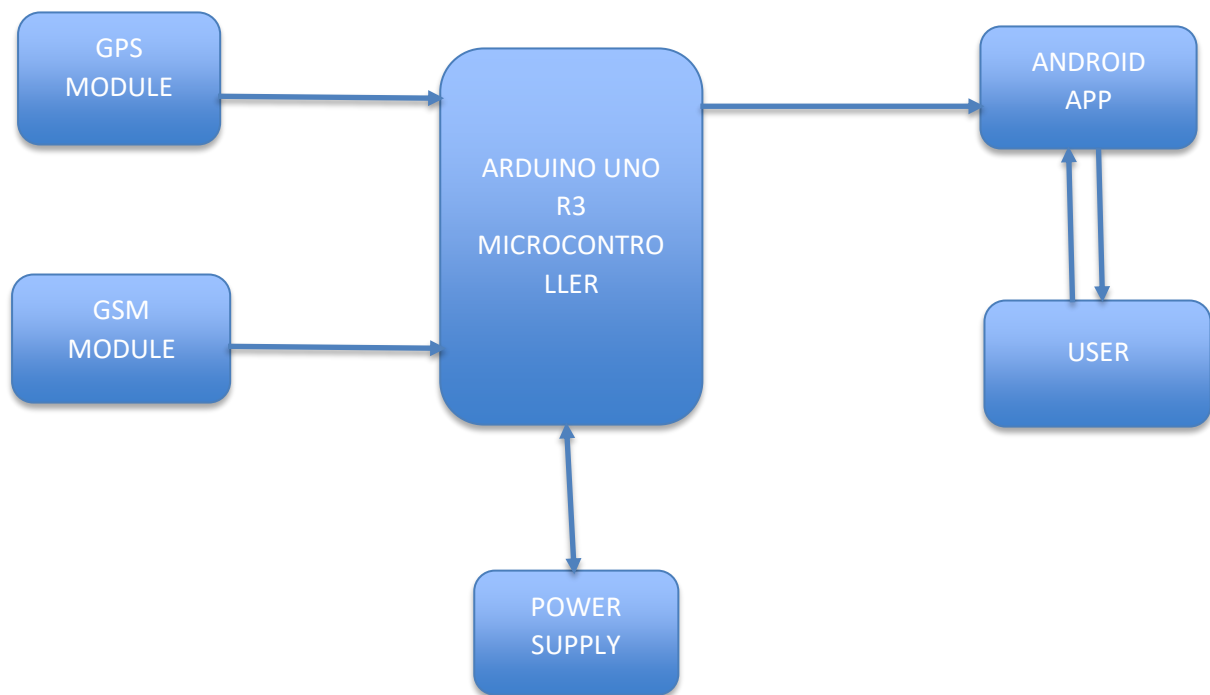 GPS
MODULE
ARDUINO UNO
R3
MICROCONTRO
LLER
ANDROID
APP
GSM
MODULE
USER
POWER
SUPPLY